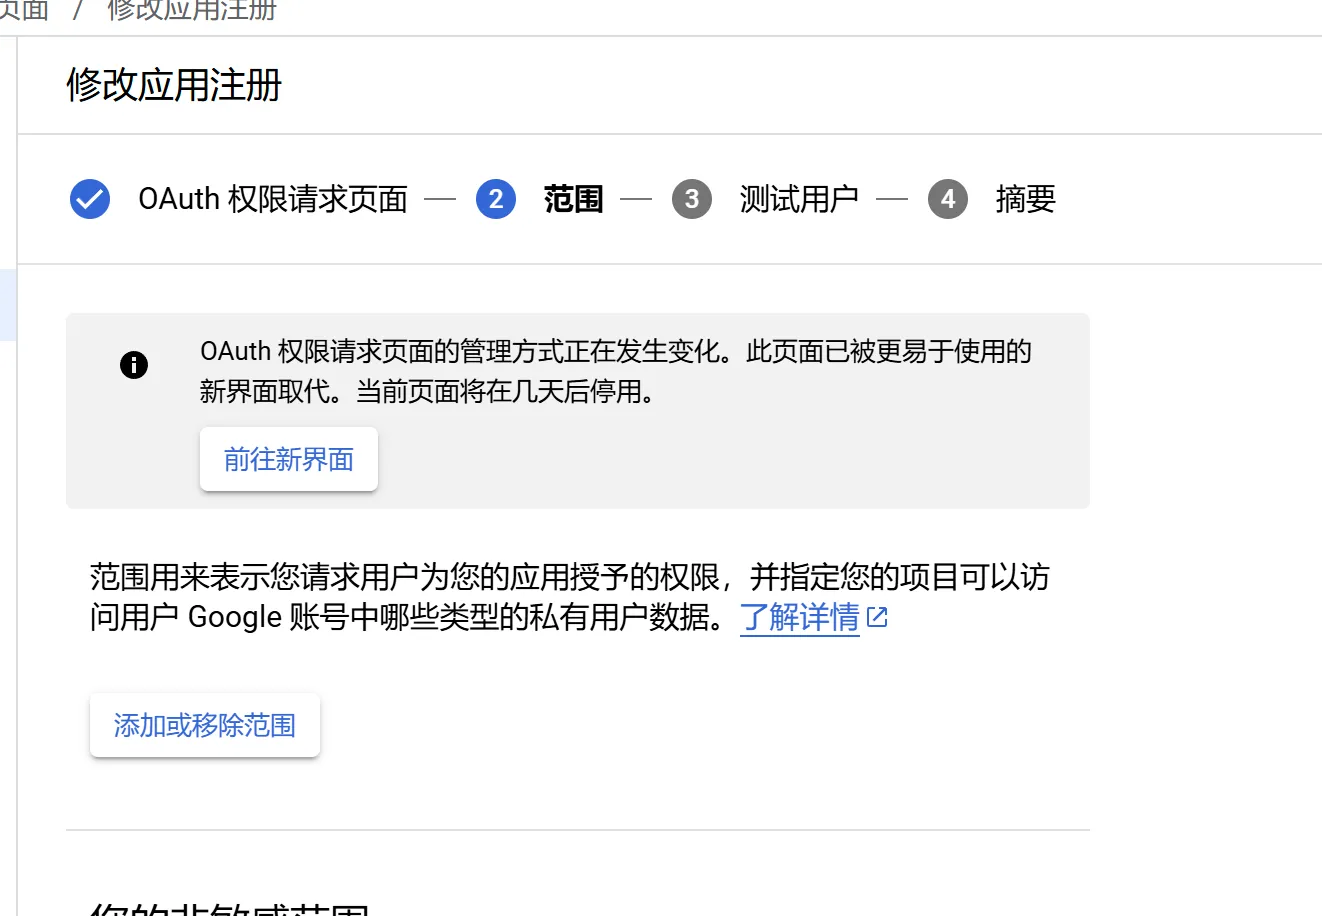 页面 / 修改应用注册
修改应用注册
OAuth 权限请求页面 — 2 范围 — 3 测试用户 — 4 摘要
OAuth 权限请求页面的管理方式正在发生变化。此页面已被更易于使用的
新界面取代。当前页面将在几天后停用。
前往新界面
范围用来表示您请求用户为您的应用授予的权限，并指定您的项目可以访
问用户 Google 账号中哪些类型的私有用户数据。了解详情
添加或移除范围
您的非敏感范围